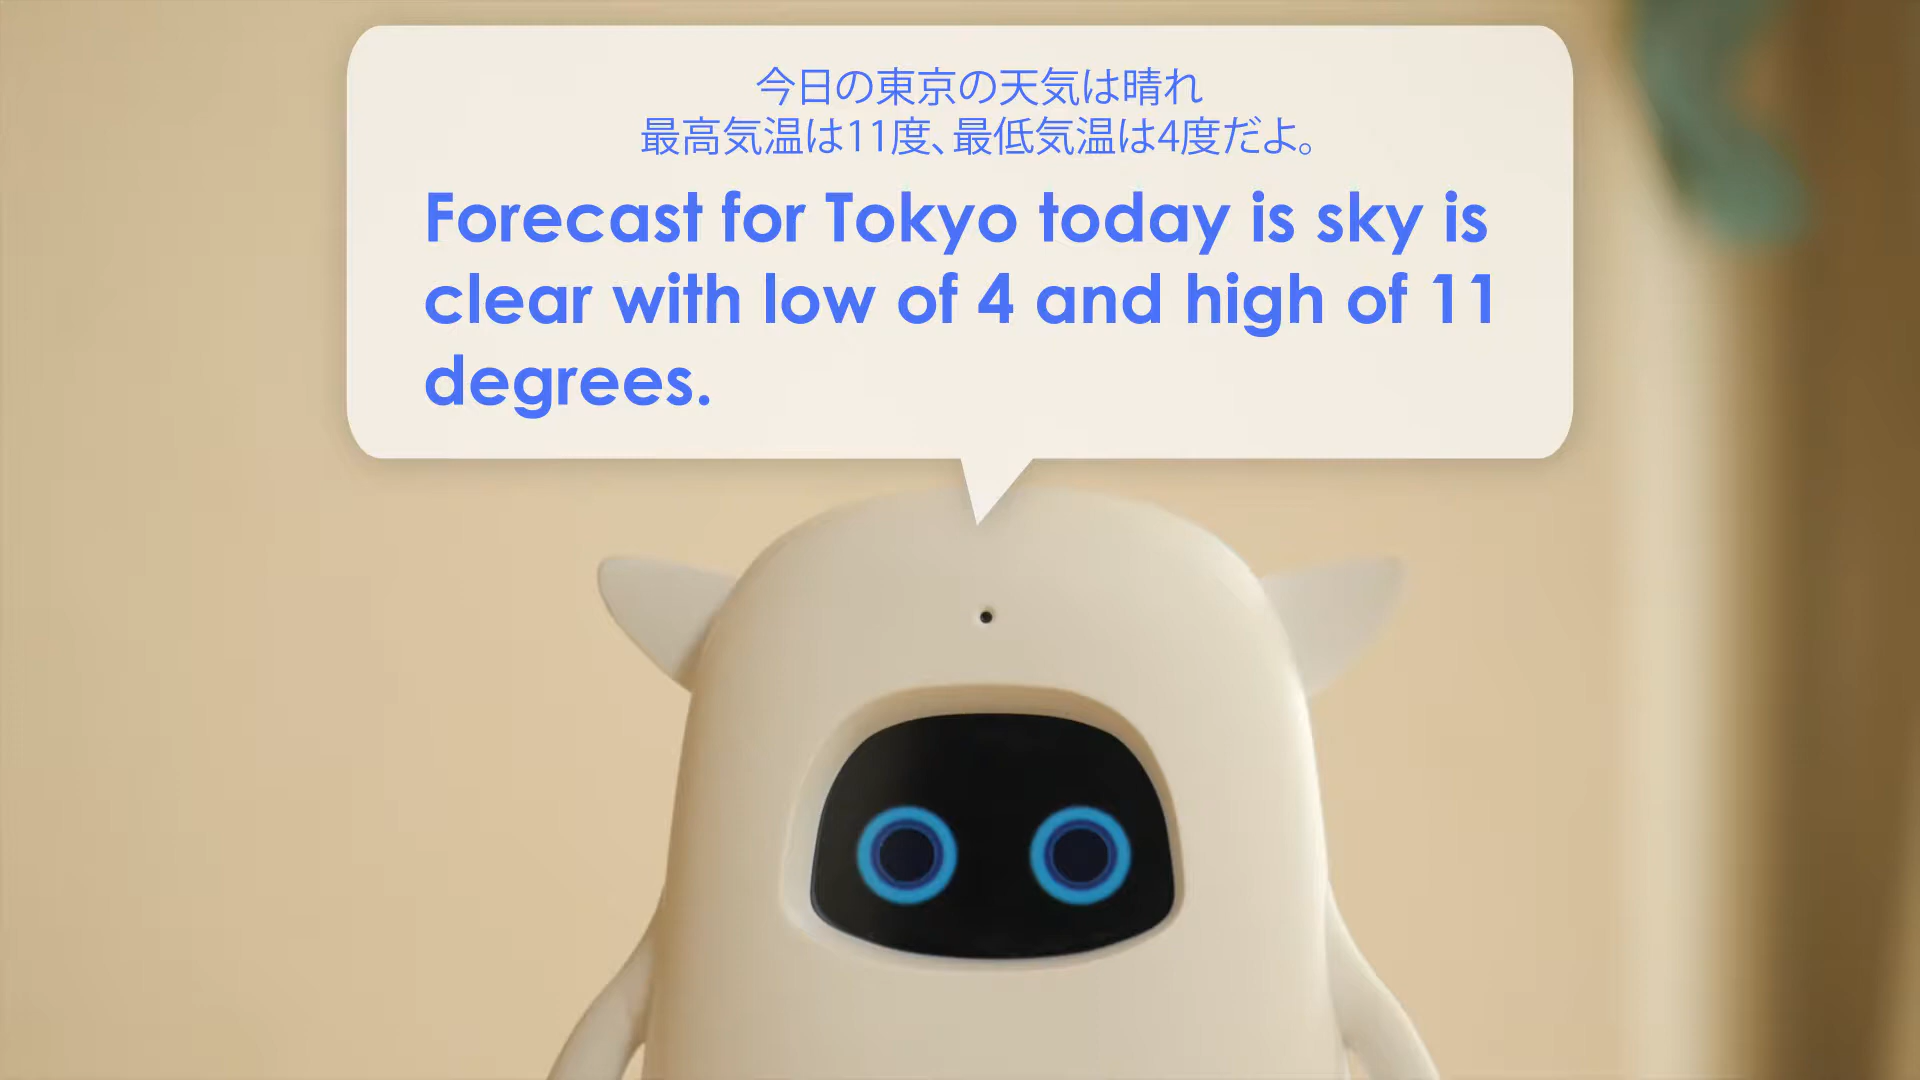 今日の東京の天気は晴れ
最高気温は11度、最低気温は4度だよ。
Forecast for Tokyo today is sky is
clear with low of 4 and high of 11
degrees.